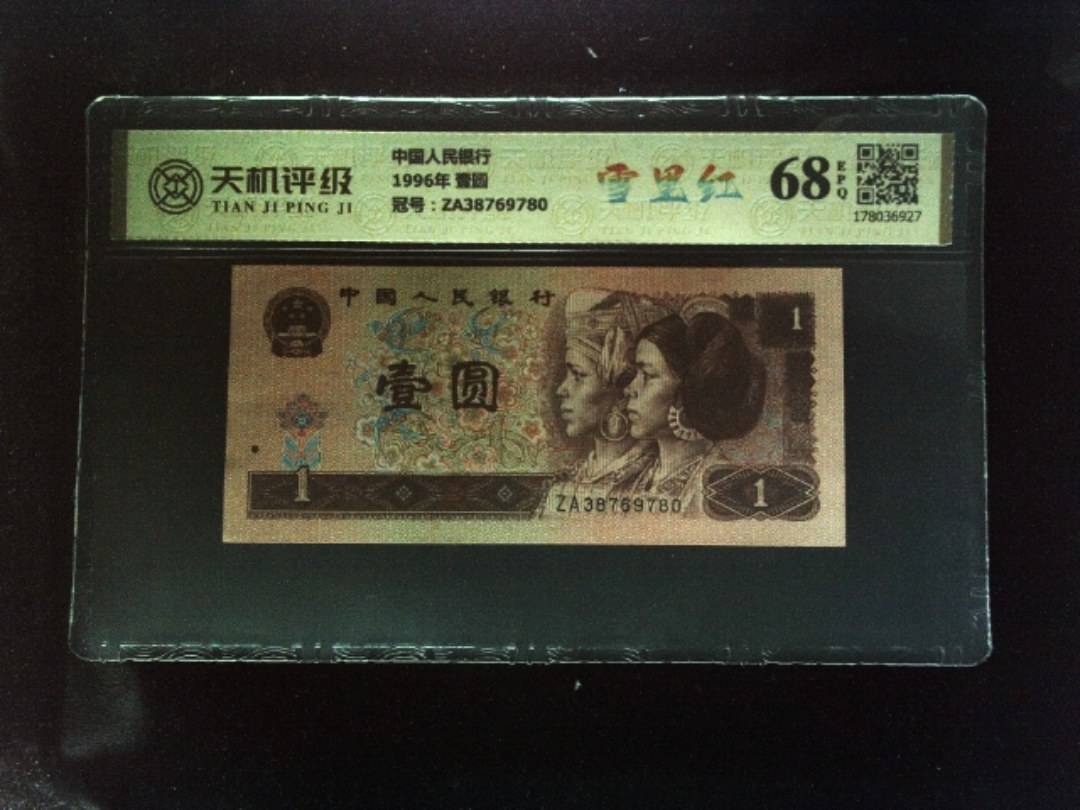 天机评级
TIAN JI PING JI
中国人民银行
1996年 壹圆
冠号：ZA38769780
雪里红
68
EPQ
178036927
中国人民银行
1
壹圆
1
ZA38769780
1